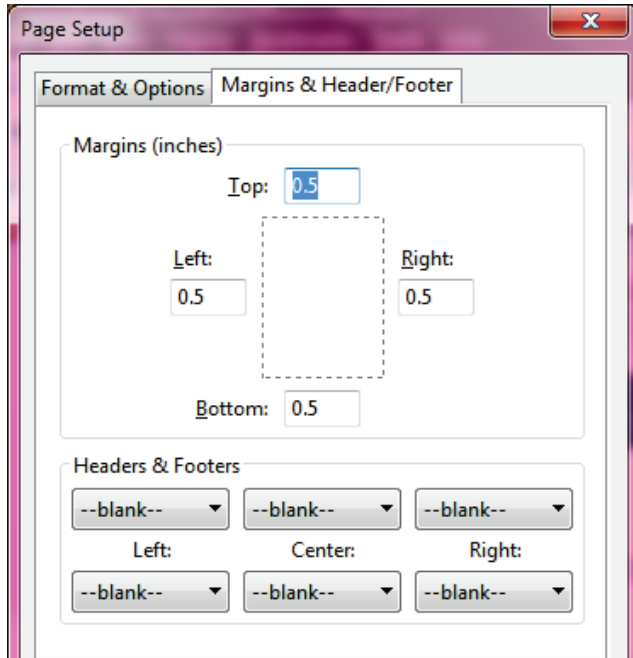 Page Setup
Format & Options Margins & Header/Footer
Margins (inches)
Top: 0.5
Left: Right:
0.5 0.5
Bottom: 0.5
Headers & Footers
--blank-- --blank-- --blank--
Left: Center: Right:
--blank-- --blank-- --blank--